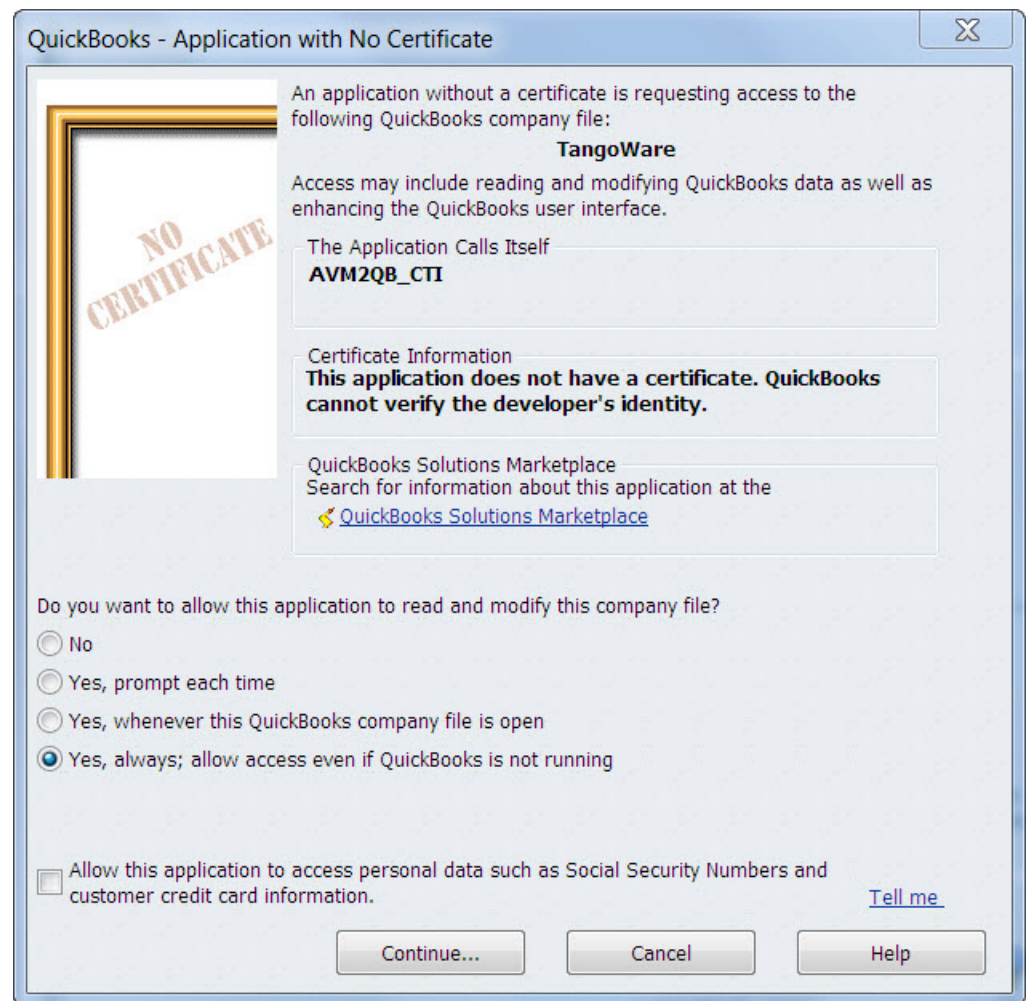 QuickBooks - Application with No Certificate
NO
CERTIFICATE
An application without a certificate is requesting access to the
following QuickBooks company file:
TangoWare
Access may include reading and modifying QuickBooks data as well as
enhancing the QuickBooks user interface.
The Application Calls Itself
AVM2QB_CTI
Certificate Information
This application does not have a certificate. QuickBooks
cannot verify the developer's identity.
QuickBooks Solutions Marketplace
Search for information about this application at the
QuickBooks Solutions Marketplace
Do you want to allow this application to read and modify this company file?
No
Yes, prompt each time
Yes, whenever this QuickBooks company file is open
Yes, always; allow access even if QuickBooks is not running
Allow this application to access personal data such as Social Security Numbers and
customer credit card information.
Tell me
Continue...
Cancel
Help